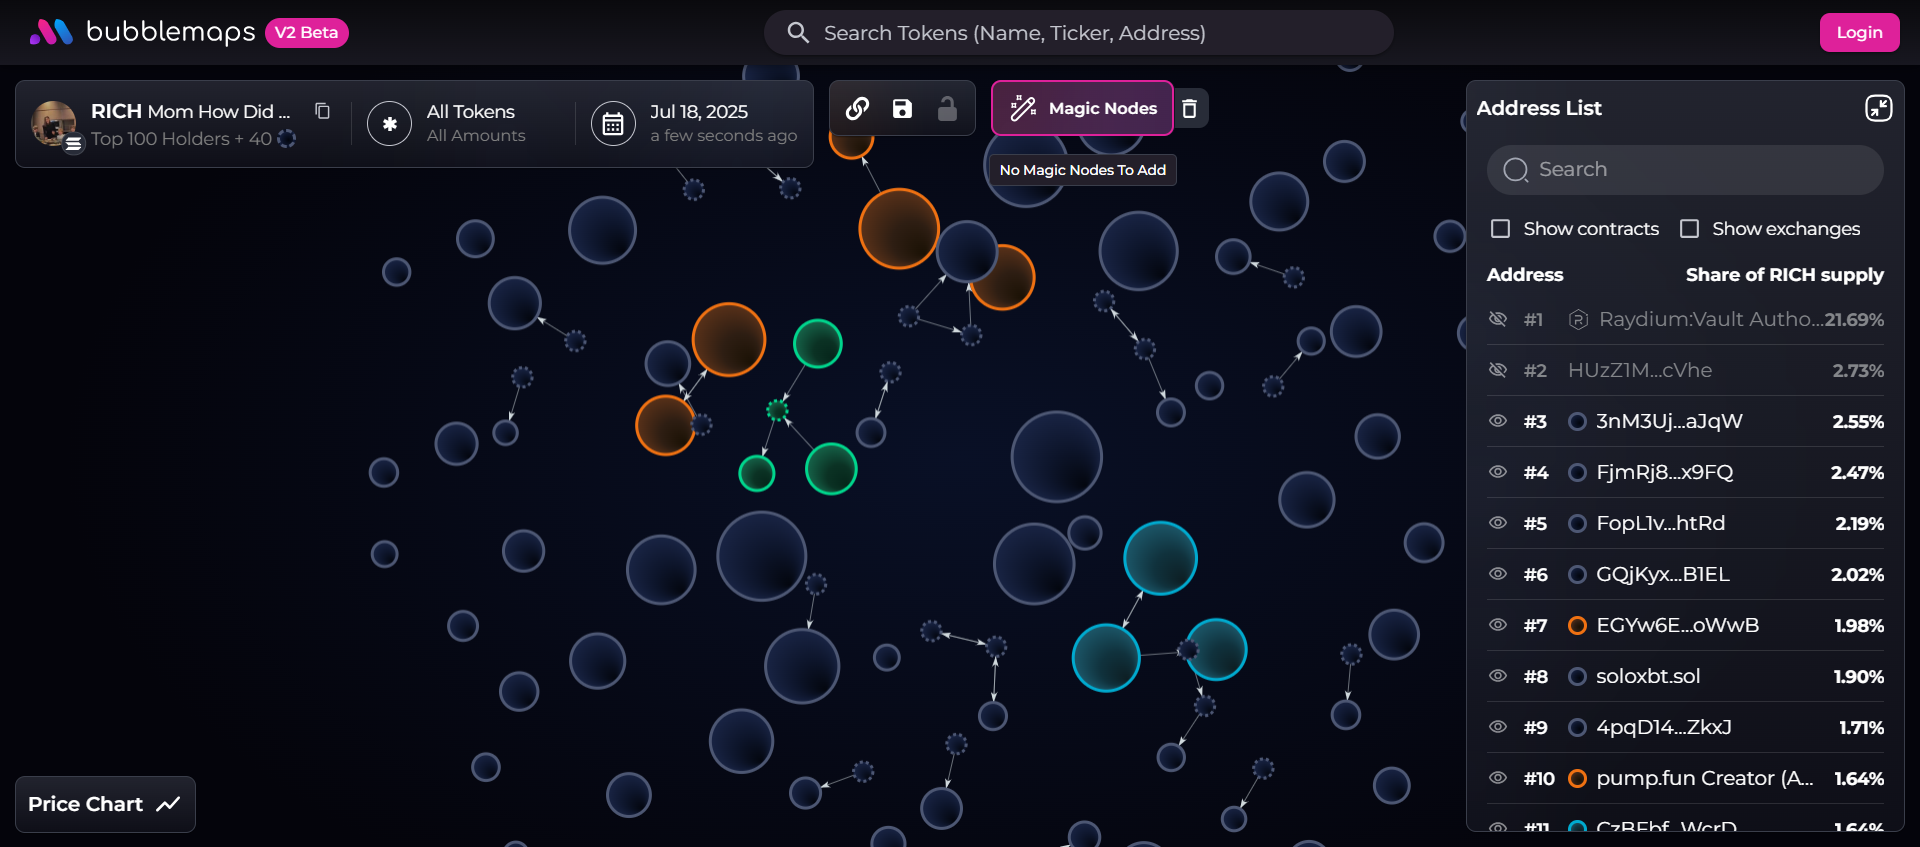 bubblemaps V2 Beta
Search Tokens (Name, Ticker, Address)
Login
RICH Mom How Did ...
Top 100 Holders + 40
All Tokens
All Amounts
Jul 18, 2025
a few seconds ago
Magic Nodes
No Magic Nodes To Add
Address List
Search
Show contracts Show exchanges
Address Share of RICH supply
#1 Raydium:Vault Autho... 21.69%
#2 HUzZ1M...cVhe 2.73%
#3 3nM3Uj...aJqW 2.55%
#4 FjmRj8...x9FQ 2.47%
#5 FopL1v...htRd 2.19%
#6 GQjKyx...B1EL 2.02%
#7 EGYw6E...oWwB 1.98%
#8 soloxbt.sol 1.90%
#9 4pqD14...ZkxJ 1.71%
#10 pump.fun Creator (A... 1.64%
#11 CzBEbf...WcrD 1.64%
Price Chart